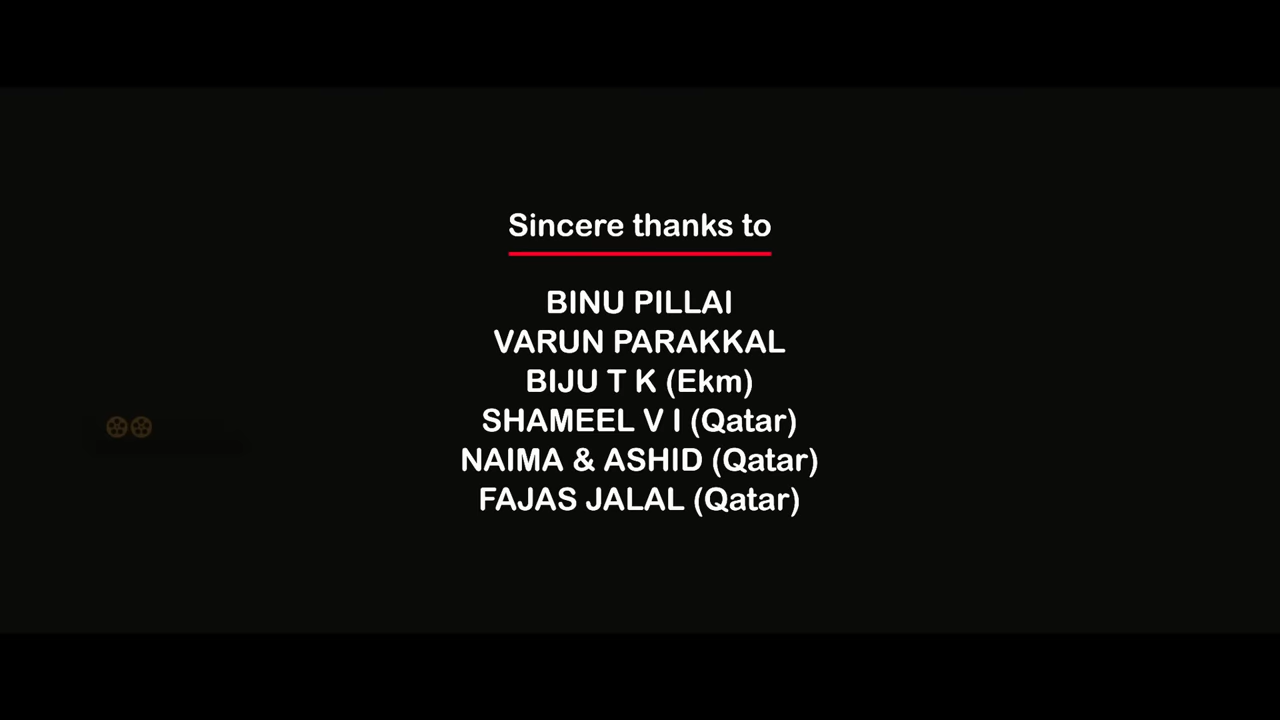 Sincere thanks to
BINU PILLAI
VARUN PARAKKAL
BIJU T K (Ekm)
SHAMEEL V I (Qatar)
NAIMA & ASHID (Qatar)
FAJAS JALAL (Qatar)